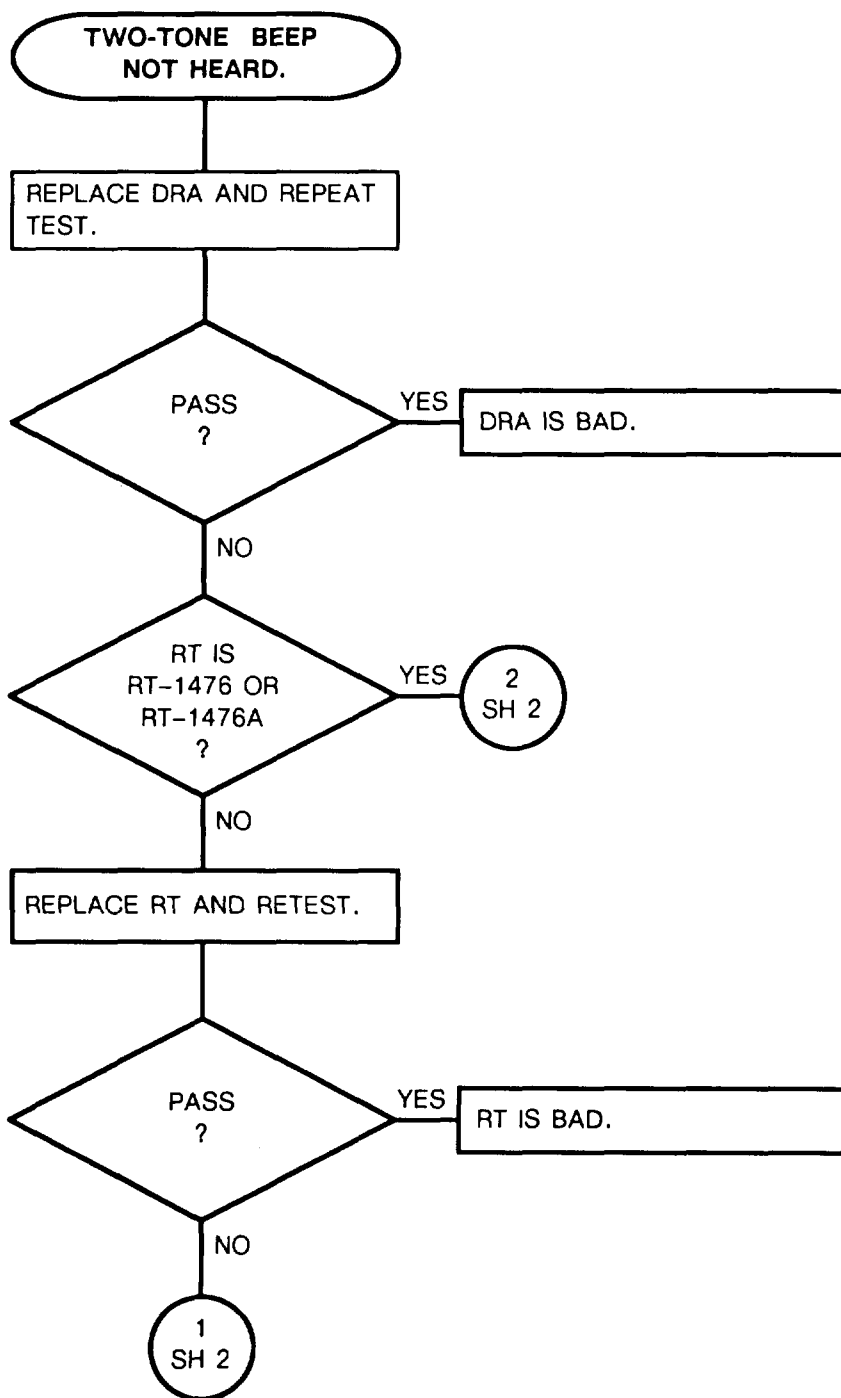 TWO-TONE BEEP
NOT HEARD.
REPLACE DRA AND REPEAT
TEST.
PASS
?
YES
DRA IS BAD.
NO
RT IS
RT-1476 OR
RT-1476A
?
YES
2
SH 2
NO
REPLACE RT AND RETEST.
PASS
?
YES
RT IS BAD.
NO
1
SH 2